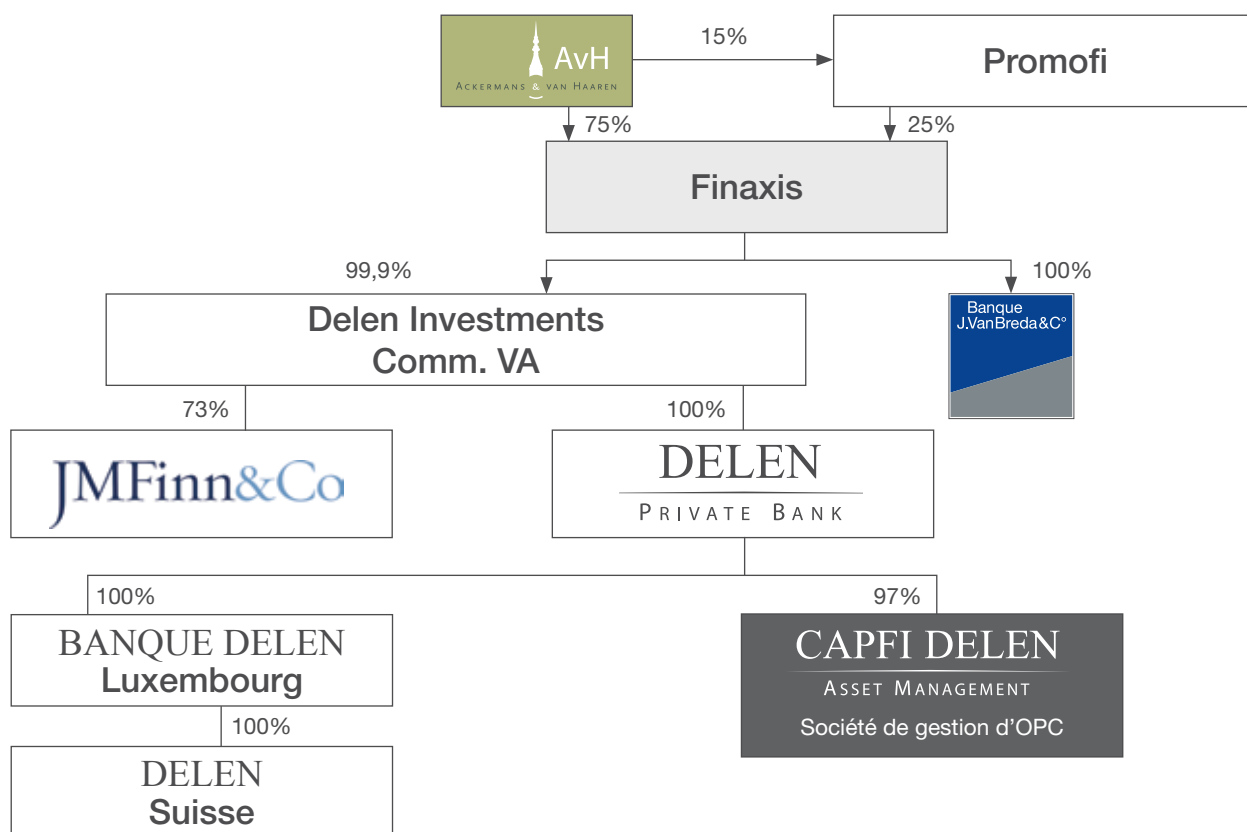 AvH
ACKERMANS & VAN HAAREN
15%
Promofi
75%
25%
Finaxis
99,9%
100%
Delen Investments
Comm. VA
Banque
J.VanBreda&C°
73%
100%
JMFinn&Co
DELEN
PRIVATE BANK
100%
97%
BANQUE DELEN
Luxembourg
CAPFI DELEN
ASSET MANAGEMENT
Société de gestion d’OPC
100%
DELEN
Suisse